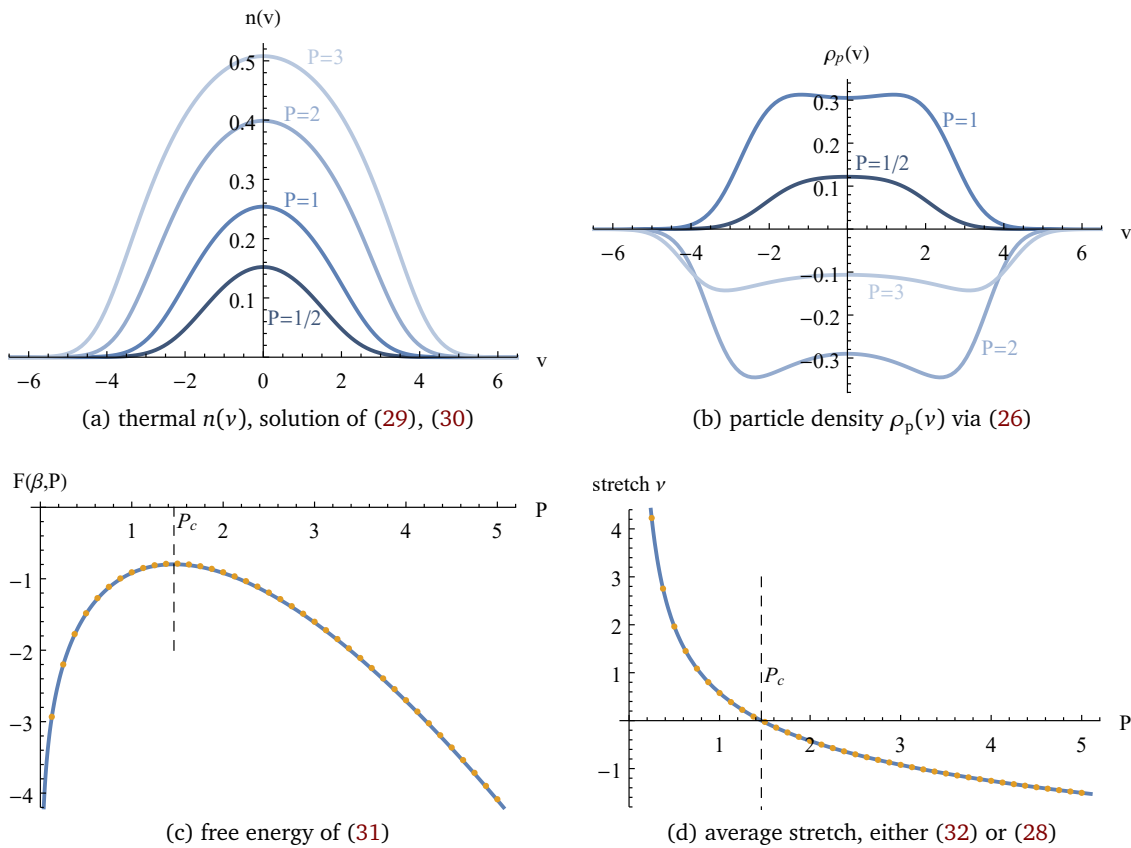 n(v)
0.5
P=3
P=2
0.4
0.3
P=1
0.2
0.1
P=1/2
v
−6 −4 −2 0 2 4 6
(a) thermal n(v), solution of (29), (30)
ρp(v)
0.3
P=1
0.2
P=1/2
0.1
v
−6 −4 −2 2 4 6
−0.1
P=3
−0.2
P=2
−0.3
(b) particle density ρp(v) via (26)
F(β,P)
P
1 2 3 4 5
Pc
−1
−2
−3
−4
(c) free energy of (31)
stretch ν
4
3
2
1
Pc
P
1 2 3 4 5
−1
(d) average stretch, either (32) or (28)